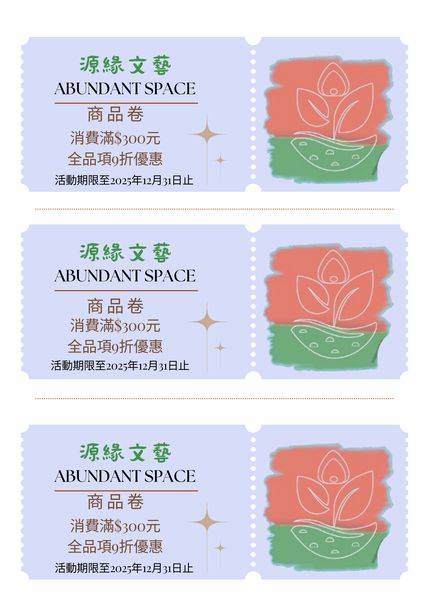 源緣文藝
ABUNDANT SPACE
商品卷
消費滿$300元
全品項9折優惠
活動期限至2025年12月31日止
源緣文藝
ABUNDANT SPACE
商品卷
消費滿$300元
全品項9折優惠
活動期限至2025年12月31日止
源緣文藝
ABUNDANT SPACE
商品卷
消費滿$300元
全品項9折優惠
活動期限至2025年12月31日止